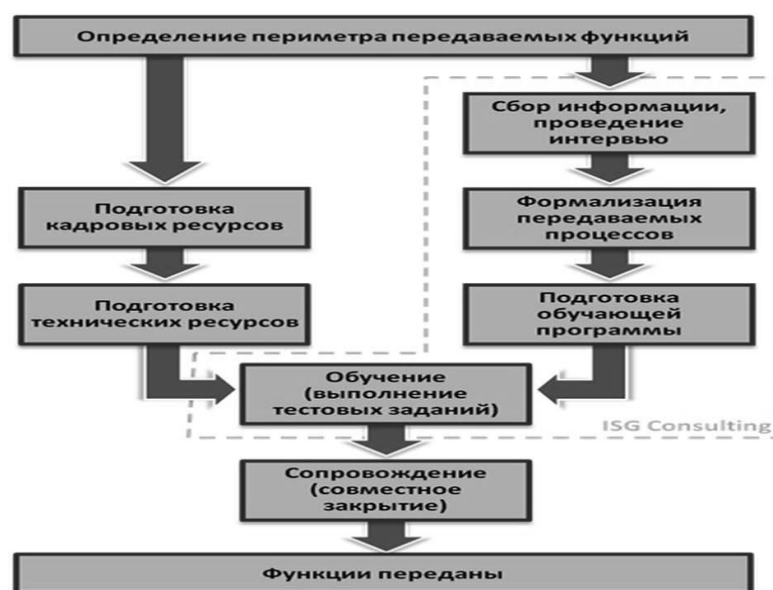 Определение периметра передаваемых функций
Сбор информации,
проведение
интервью
Подготовка
кадровых ресурсов
Формализация
передаваемых
процессов
Подготовка
технических ресурсов
Подготовка
обучающей
программы
Обучение
(выполнение
тестовых заданий)
ISG Consulting
Сопровождение
(совместное
закрытие)
Функции переданы